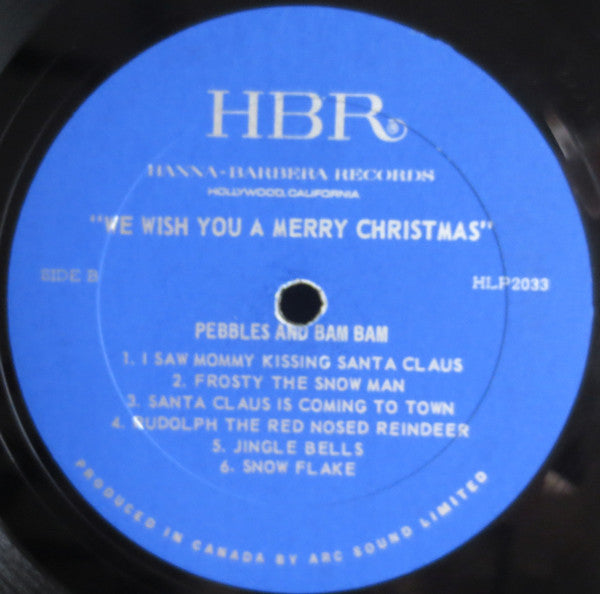 HBR
HANNA-BARBERA RECORDS
HOLLYWOOD, CALIFORNIA
"WE WISH YOU A MERRY CHRISTMAS"
SIDE B
HLP2033
PEBBLES AND BAM BAM
1. I SAW MOMMY KISSING SANTA CLAUS
2. FROSTY THE SNOW MAN
3. SANTA CLAUS IS COMING TO TOWN
4. RUDOLPH THE RED NOSED REINDEER
5. JINGLE BELLS
6. SNOW FLAKE
PRODUCED IN CANADA BY ARC SOUND LIMITED